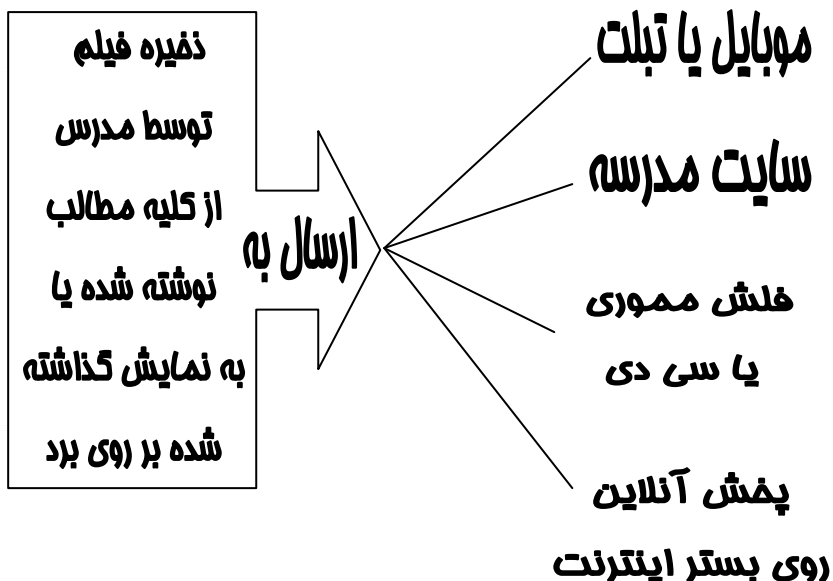 ذخیره فیلم
توسط مدرس
از کلیه مطالب
نوشته شده یا
به نمایش گذاشته
شده بر روی برد
ارسال به
موبایل یا تبلت
سایت مدرسه
فلش مموری
یا سی دی
پخش آنلاین
روی بستر اینترنت